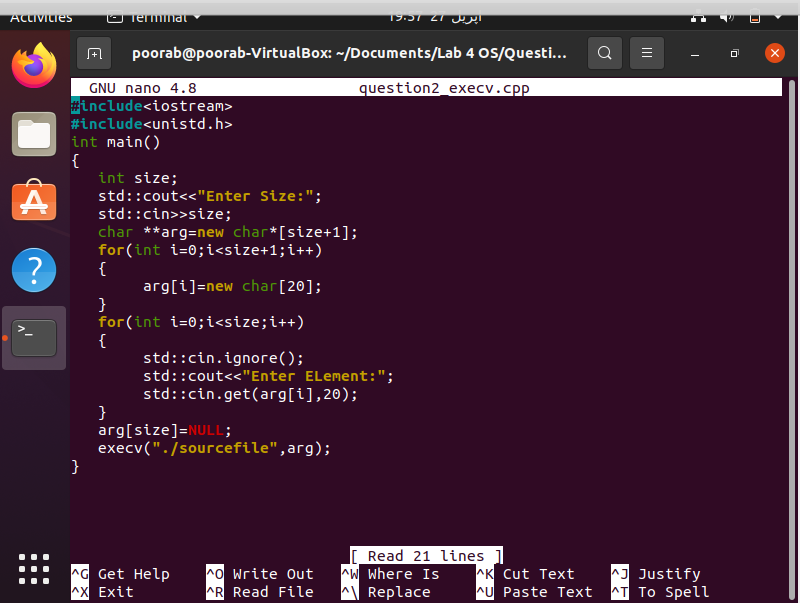 Activities Terminal 19:37 27 اپریل
poorab@poorab-VirtualBox: ~/Documents/Lab 4 OS/Questi...
GNU nano 4.8 question2_execv.cpp
#include<iostream>
#include<unistd.h>
int main()
{
int size;
std::cout<<"Enter Size:";
std::cin>>size;
char **arg=new char*[size+1];
for(int i=0;i<size+1;i++)
{
arg[i]=new char[20];
}
for(int i=0;i<size;i++)
{
std::cin.ignore();
std::cout<<"Enter ELement:";
std::cin.get(arg[i],20);
}
arg[size]=NULL;
execv("./sourcefile",arg);
}
[ Read 21 lines ]
^G Get Help ^O Write Out ^W Where Is ^K Cut Text ^J Justify
^X Exit ^R Read File ^\ Replace ^U Paste Text ^T To Spell